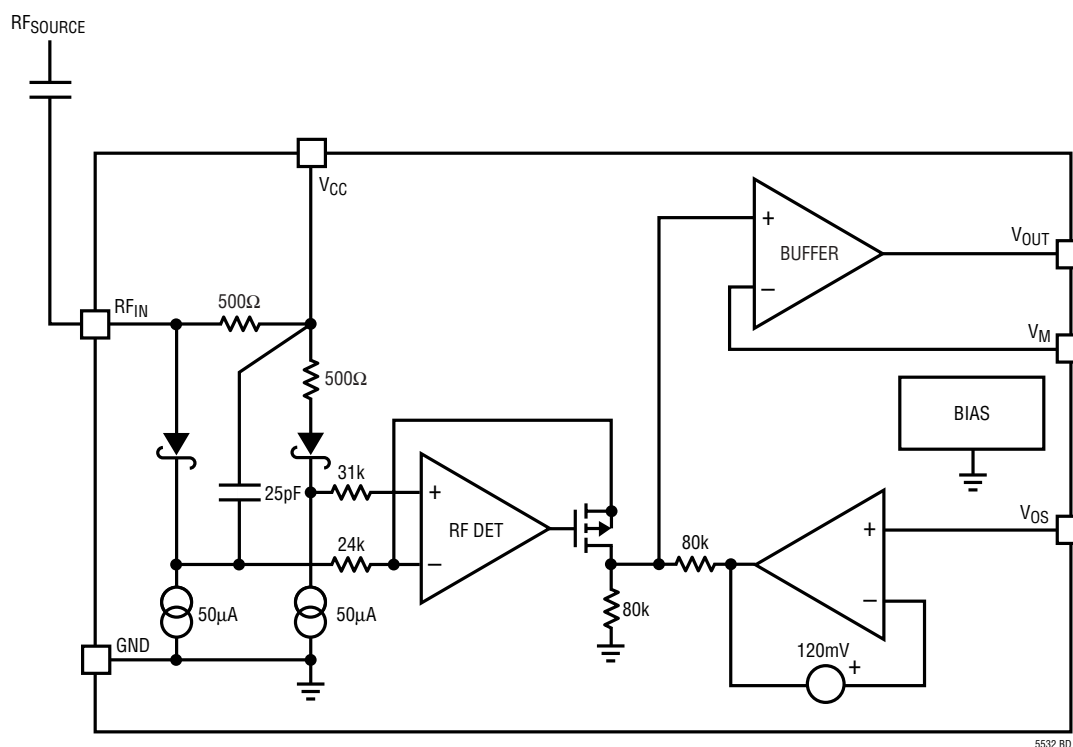 RFSOURCE
VCC
RFIN
500Ω
500Ω
25pF
31k
24k
+
–
RF DET
50µA
50µA
GND
+
–
BUFFER
VOUT
VM
BIAS
80k
80k
+
–
VOS
120mV
+
5532 BD